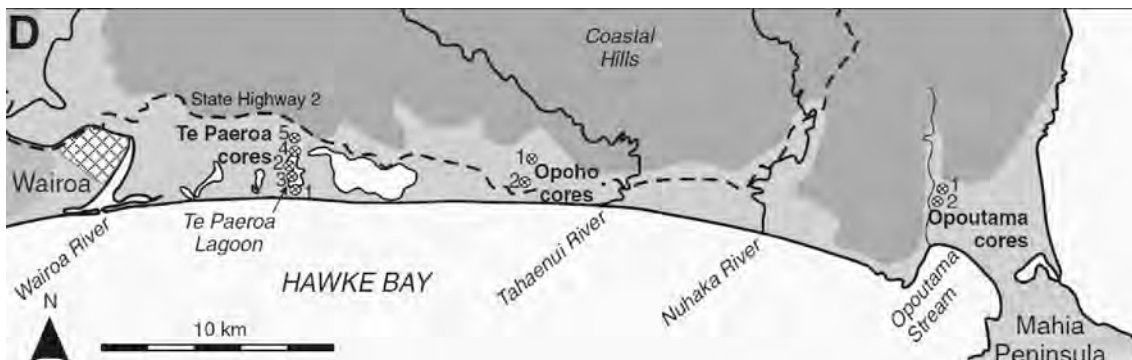 D
Coastal
Hills
State Highway 2
Te Paeroa
cores
5
4
2
3
1
Wairoa
1
2
Opoho
cores
1
2
Opoutama
cores
Te Paeroa
Lagoon
Wairoa River
HAWKE BAY
Tahaenui River
Nuhaka River
Opoutama
Stream
Mahia
Peninsula
N
10 km